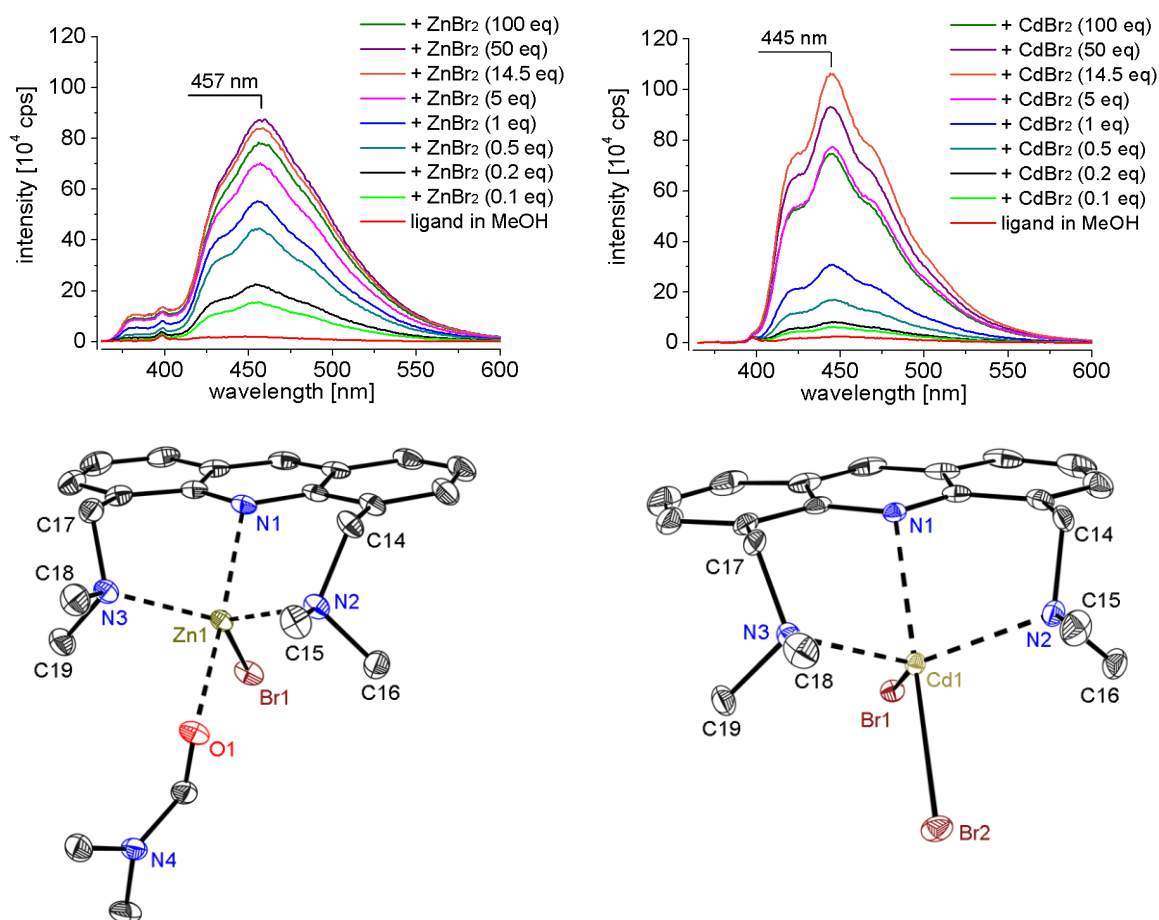 120
100
80
60
40
20
0
intensity [10⁴ cps]
457 nm
+ ZnBr₂ (100 eq)
+ ZnBr₂ (50 eq)
+ ZnBr₂ (14.5 eq)
+ ZnBr₂ (5 eq)
+ ZnBr₂ (1 eq)
+ ZnBr₂ (0.5 eq)
+ ZnBr₂ (0.2 eq)
+ ZnBr₂ (0.1 eq)
ligand in MeOH
400 450 500 550 600
wavelength [nm]
120
100
80
60
40
20
0
intensity [10⁴ cps]
445 nm
+ CdBr₂ (100 eq)
+ CdBr₂ (50 eq)
+ CdBr₂ (14.5 eq)
+ CdBr₂ (5 eq)
+ CdBr₂ (1 eq)
+ CdBr₂ (0.5 eq)
+ CdBr₂ (0.2 eq)
+ CdBr₂ (0.1 eq)
ligand in MeOH
400 450 500 550 600
wavelength [nm]
C17
N1
C14
C18
N3
Zn1
N2
C15
C19
Br1
C16
O1
N4
N1
C17
C14
C15
N3
N2
C18
Cd1
C16
Br1
C19
Br2